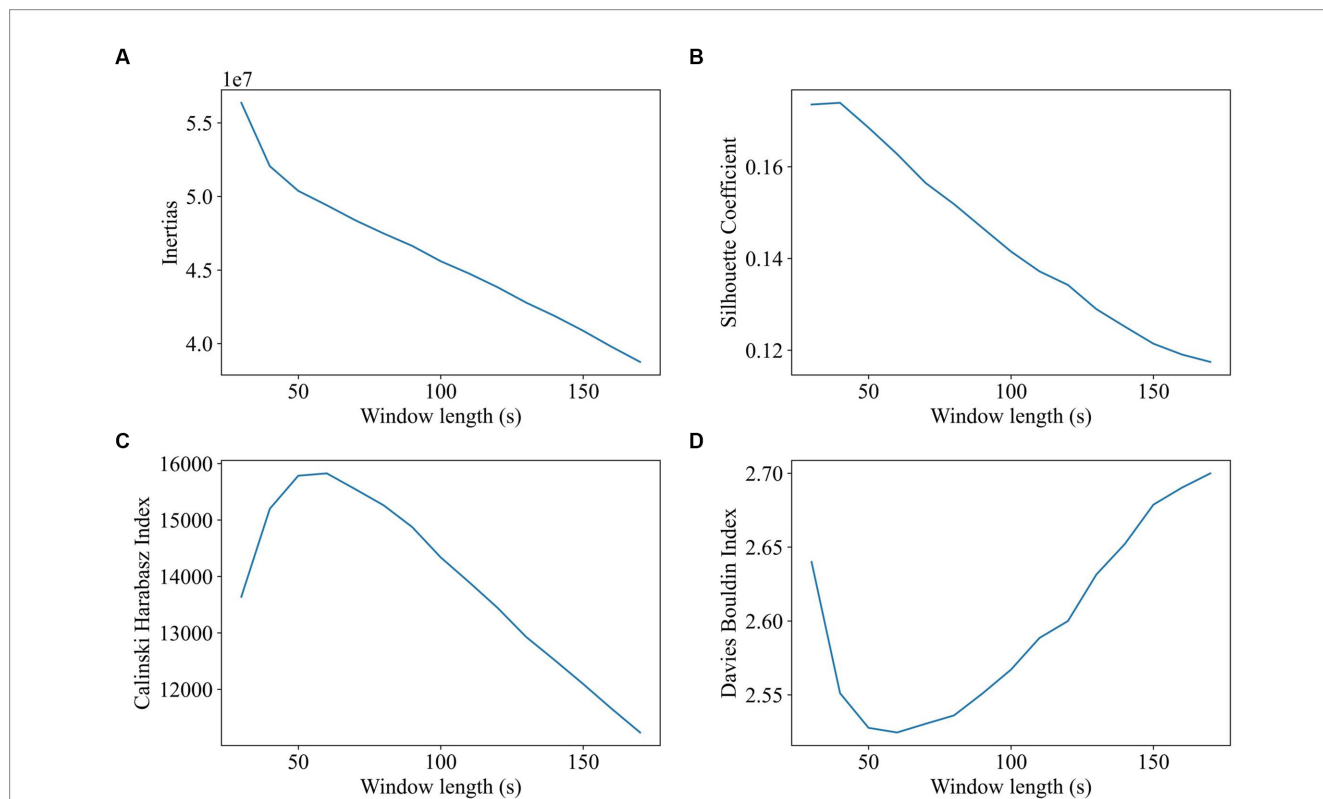 A
1e7
5.5
5.0
4.5
4.0
Inertias
50 100 150
Window length (s)
B
0.16
0.14
0.12
Silhouette Coefficient
50 100 150
Window length (s)
C
16000
15000
14000
13000
12000
Calinski Harabasz Index
50 100 150
Window length (s)
D
2.70
2.65
2.60
2.55
Davies Bouldin Index
50 100 150
Window length (s)